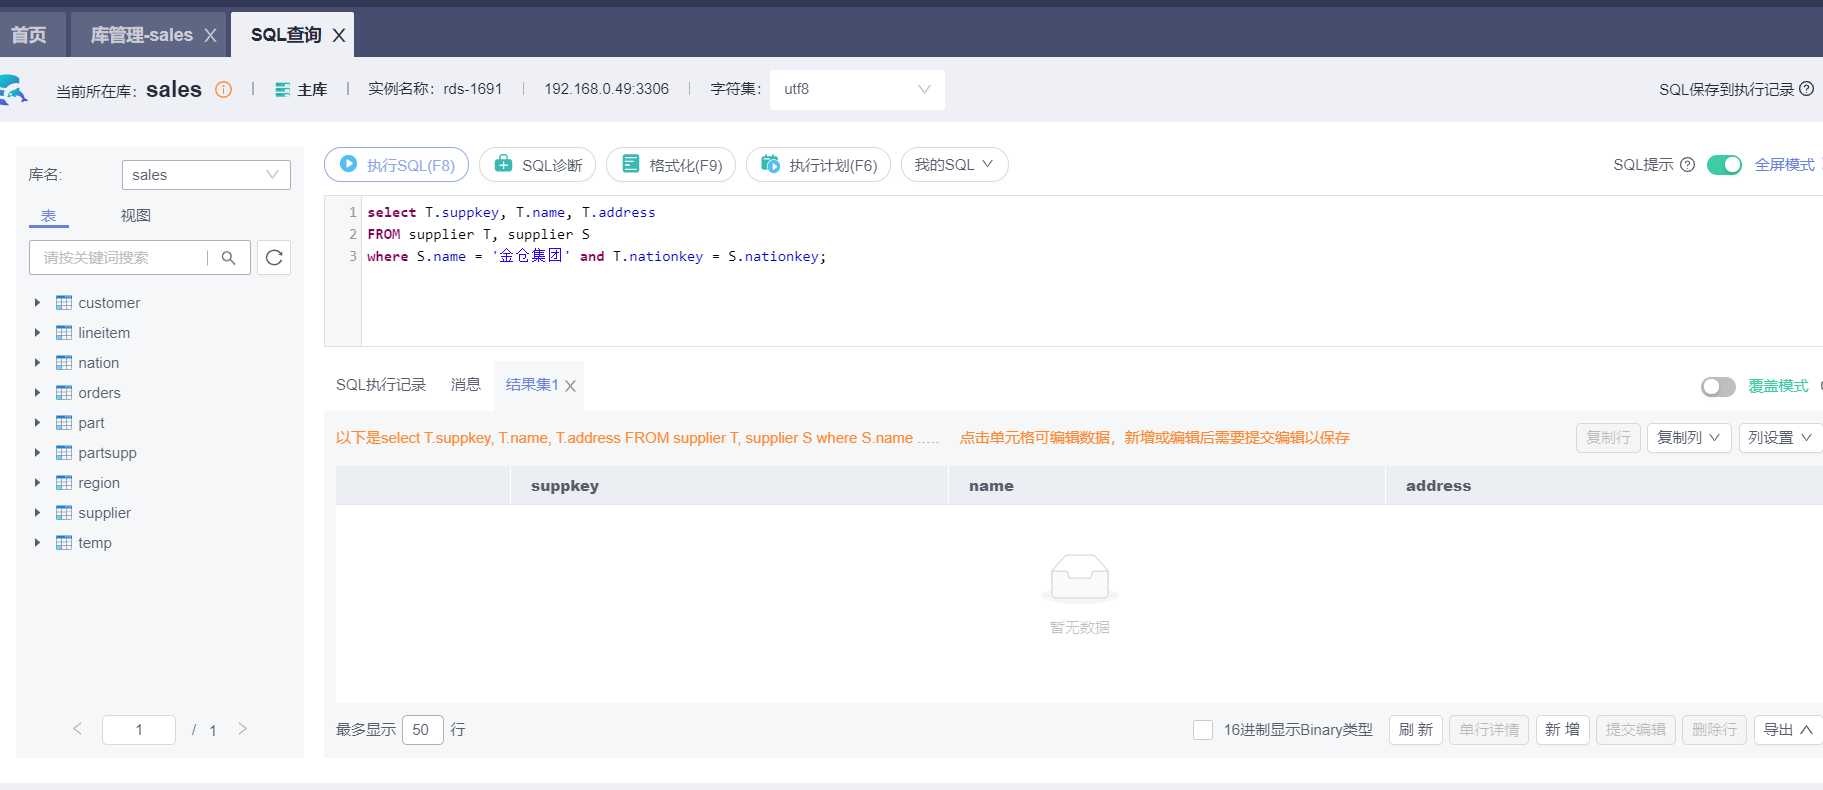 首页 库管理-sales X SQL查询 X
当前所在库: sales 主库 实例名称: rds-1691 192.168.0.49:3306 字符集: utf8 SQL保存到执行记录
库名: sales
表 视图
请按关键词搜索
customer
lineitem
nation
orders
part
partsupp
region
supplier
temp
1 / 1
执行SQL(F8) SQL诊断 格式化(F9) 执行计划(F6) 我的SQL SQL提示 全屏模式
1 select T.suppkey, T.name, T.address
2 FROM supplier T, supplier S
3 where S.name = '金仓集团' and T.nationkey = S.nationkey;
SQL执行记录 消息 结果集1 覆盖模式
以下是select T.suppkey, T.name, T.address FROM supplier T, supplier S where S.name ...... 点击单元格可编辑数据，新增或编辑后需要提交编辑以保存 复制行 复制列 列设置
suppkey name address
暂无数据
最多显示 50 行 16进制显示Binary类型 刷 新 单行详情 新 增 提交编辑 删除行 导出